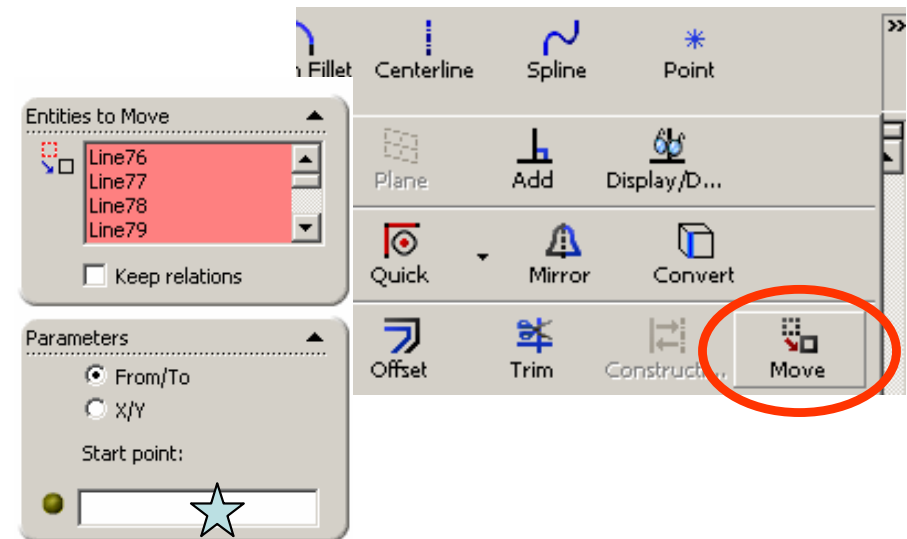 Fillet Centerline Spline Point
Entities to Move
Line76
Line77
Line78
Line79
Keep relations
Plane Add Display/D...
Quick Mirror Convert
Parameters
From/To
X/Y
Start point:
Offset Trim Constructi... Move